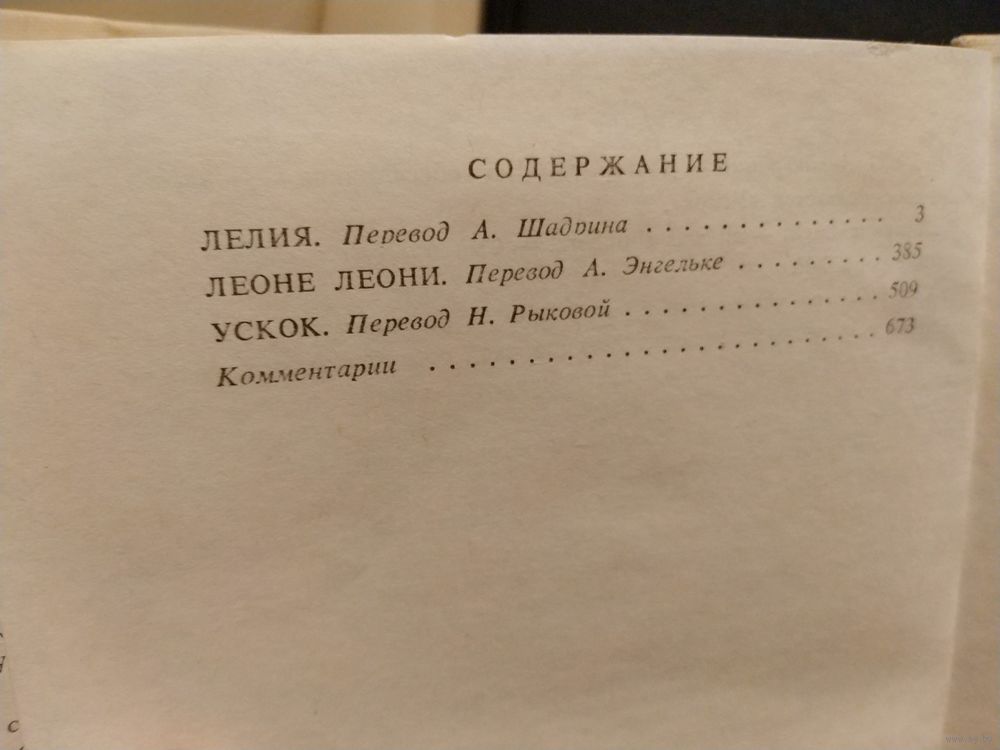 СОДЕРЖАНИЕ
ЛЕЛИЯ. Перевод А. Шадрина . . . . . . . . . . . . . 3
ЛЕОНЕ ЛЕОНИ. Перевод А. Энгельке . . . . . . . . . 385
УСКОК. Перевод Н. Рыковой . . . . . . . . . . . . . . 509
Комментарии . . . . . . . . . . . . . . . . . . . . . . . . 673